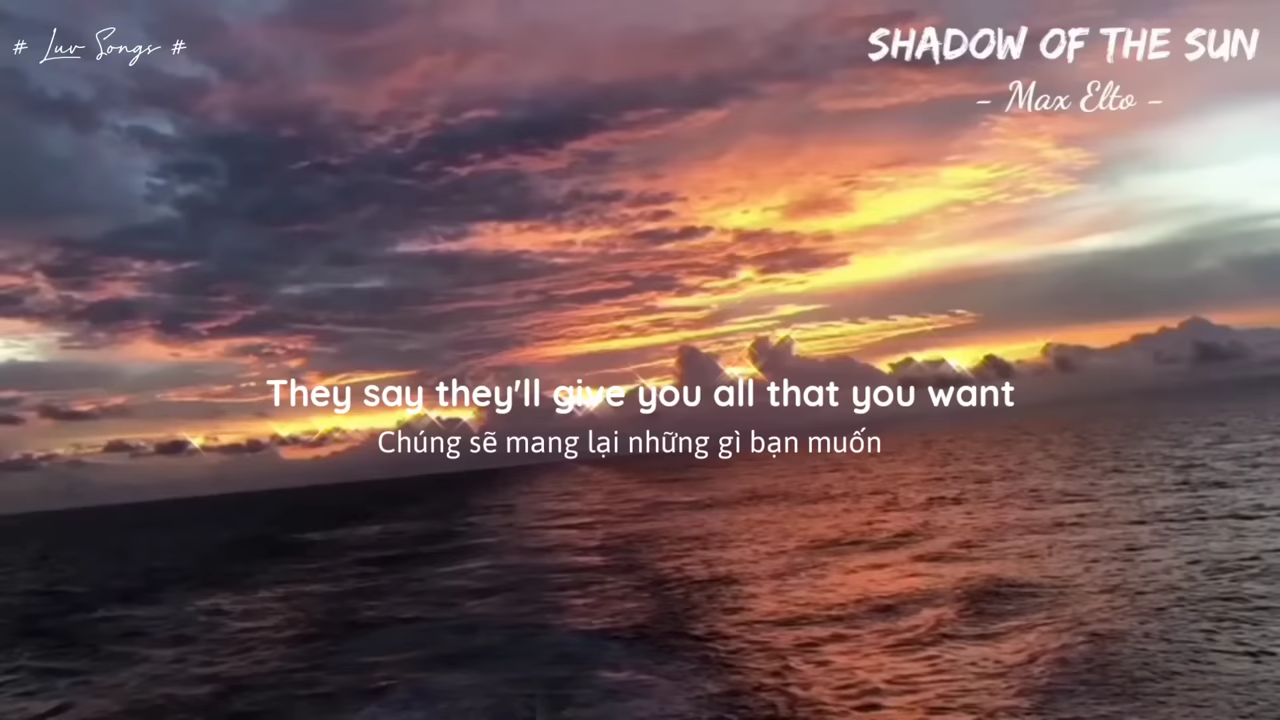 # Luv Songs #
SHADOW OF THE SUN
- Max Elto -
They say they'll give you all that you want
Chúng sẽ mang lại những gì bạn muốn